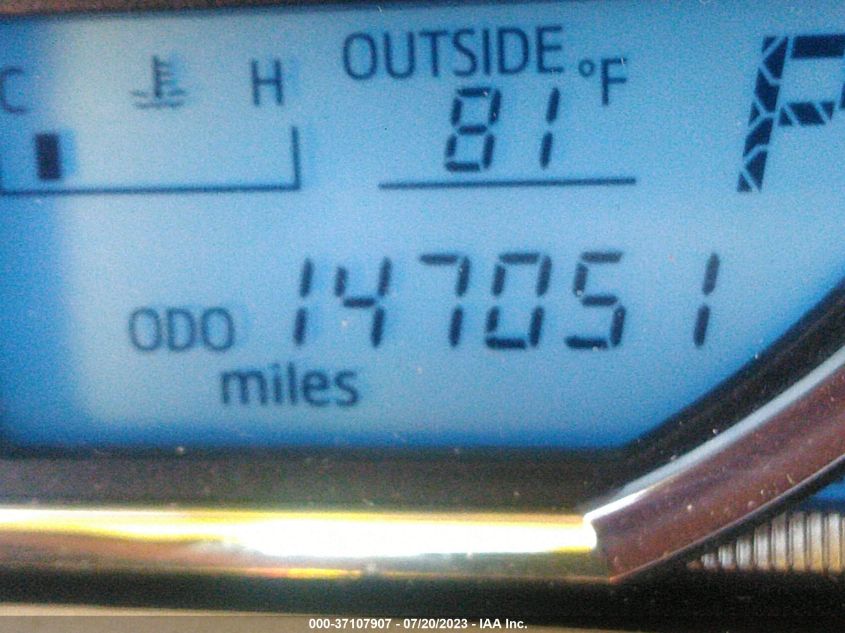 C H OUTSIDE °F P
81
ODO 147051
miles
000-37107907 - 07/20/2023 - IAA Inc.